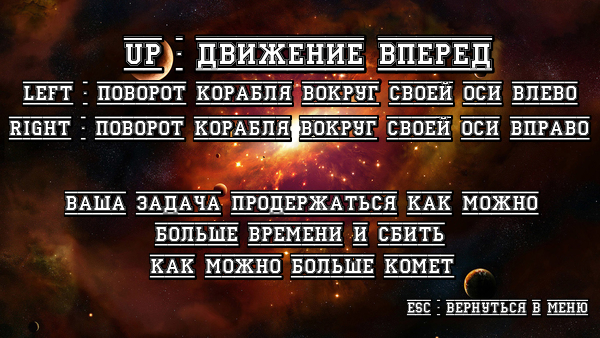 UP : ДВИЖЕНИЕ ВПЕРЕД
LEFT : ПОВОРОТ КОРАБЛЯ ВОКРУГ СВОЕЙ ОСИ ВЛЕВО
RIGHT : ПОВОРОТ КОРАБЛЯ ВОКРУГ СВОЕЙ ОСИ ВПРАВО
ВАША ЗАДАЧА ПРОДЕРЖАТЬСЯ КАК МОЖНО
БОЛЬШЕ ВРЕМЕНИ И СБИТЬ
КАК МОЖНО БОЛЬШЕ КОМЕТ
ESC : ВЕРНУТЬСЯ В МЕНЮ